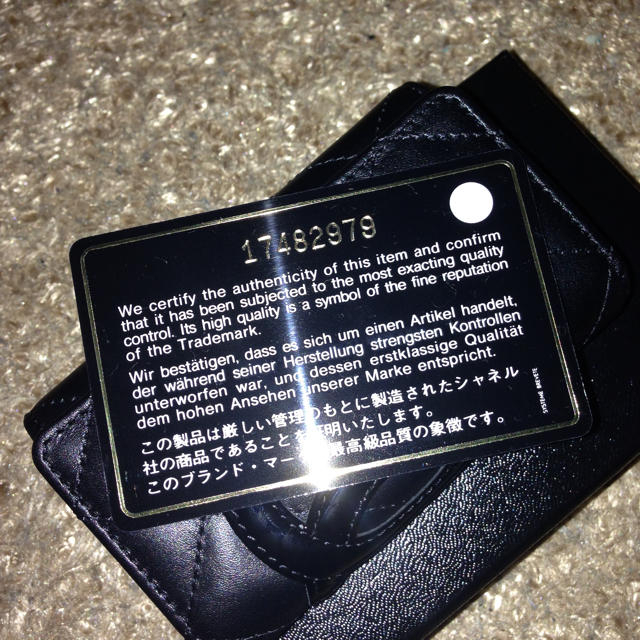 17482979
We certify the authenticity of this item and confirm
that it has been subjected to the most exacting quality
control. Its high quality is a symbol of the fine reputation
of the Trademark.
Wir bestätigen, dass es sich um einen Artikel handelt,
der während seiner Herstellung strengsten Kontrollen
unterworfen war, und dessen erstklassige Qualität
dem hohen Ansehen unserer Marke entspricht.
この製品は厳しい管理のもとに製造されたシャネル
社の商品であることを証明いたします。
このブランド・マー 最高級品質の象徴です。